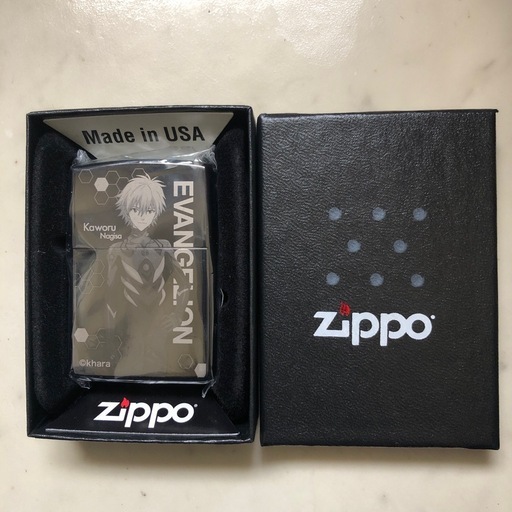 Made in USA
Kaworu
Nagisa
EVANGELION
©khara
zippo
zippo